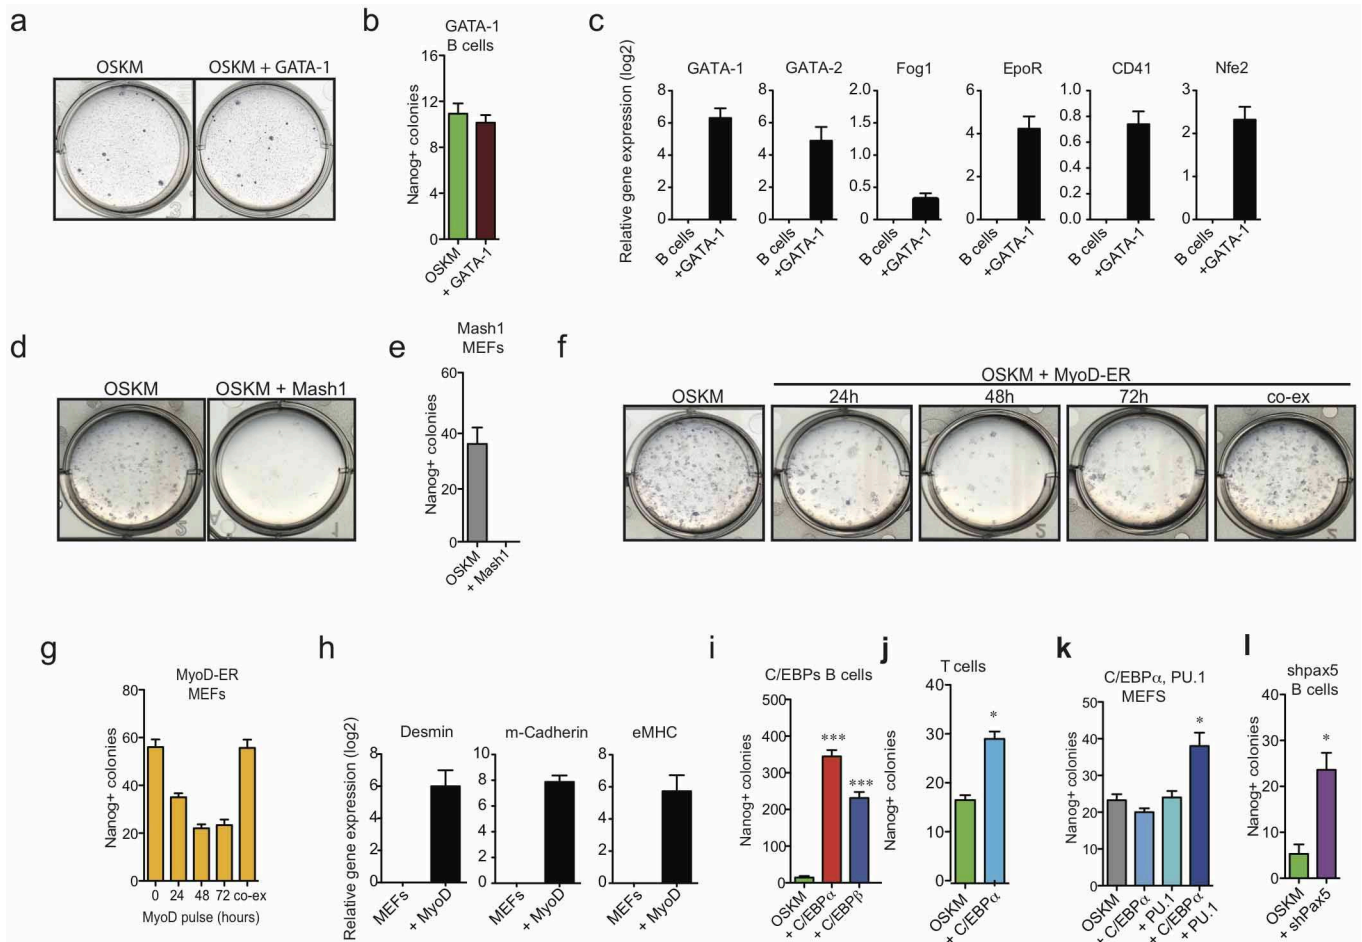 a
OSKM
OSKM + GATA-1
b
GATA-1
B cells
Nanog+ colonies
16
12
8
4
0
OSKM
+ GATA-1
c
Relative gene expression (log2)
GATA-1
8
6
4
2
0
B cells
+GATA-1
GATA-2
8
6
4
2
0
B cells
+GATA-1
Fog1
2.0
1.5
1.0
0.5
0
B cells
+GATA-1
EpoR
6
4
2
0
B cells
+GATA-1
CD41
1.0
0.8
0.6
0.4
0.2
0.0
B cells
+GATA-1
Nfe2
3
2
1
0
B cells
+GATA-1
d
OSKM
OSKM + Mash1
e
Mash1
MEFs
Nanog+ colonies
60
40
20
0
OSKM
+ Mash1
f
OSKM
OSKM + MyoD-ER
24h
48h
72h
co-ex
g
MyoD-ER
MEFs
Nanog+ colonies
80
60
40
20
0
0 24 48 72 co-ex
MyoD pulse (hours)
h
Relative gene expression (log2)
Desmin
8
6
4
2
0
MEFs
+ MyoD
m-Cadherin
10
8
6
4
2
0
MEFs
+ MyoD
eMHC
8
6
4
2
0
MEFs
+ MyoD
i
C/EBPs B cells
Nanog+ colonies
500
400
300
200
100
0
***
***
OSKM
+ C/EBPα
+ C/EBPβ
j
T cells
Nanog+ colonies
40
30
20
10
0
*
OSKM
+ C/EBPα
k
C/EBPα, PU.1
MEFS
Nanog+ colonies
50
40
30
20
10
0
*
OSKM
+ C/EBPα
+ PU.1
+ C/EBPα
+ PU.1
l
shpax5
B cells
Nanog+ colonies
40
30
20
10
0
*
OSKM
+ shPax5